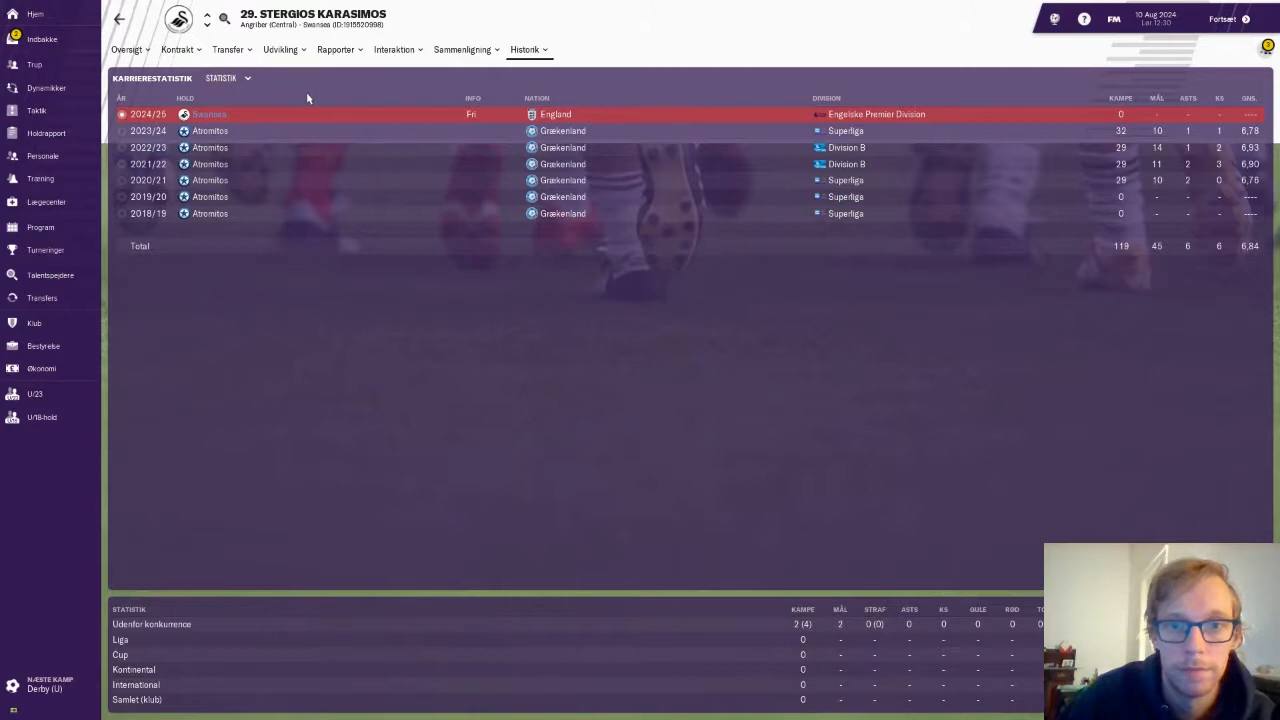 Hjem
2
Indbakke
Trup
Dynamikker
Taktik
Holdrapport
Personale
Træning
Lægecenter
Program
Turneringer
Talentspejdere
Transfers
Klub
Bestyrelse
Økonomi
U/23
U/18-hold
NÆSTE KAMP
Derby (U)
29. STERGIOS KARASIMOS
Angriber (Central) - Swansea (ID:1915520998)
? FM 10 Aug 2024 Fortsæt
Lør 12:30
3
Oversigt Kontrakt Transfer Udvikling Rapporter Interaktion Sammenligning Historik
KARRIERESTATISTIK STATISTIK
ÅR HOLD INFO NATION DIVISION KAMPE MÅL ASTS KS GNS.
2024/25 Swansea Fri England Engelske Premier Division 0 - - - ----
2023/24 Atromitos Grækenland Superliga 32 10 1 1 6,78
2022/23 Atromitos Grækenland Division B 29 14 1 2 6,93
2021/22 Atromitos Grækenland Division B 29 11 2 3 6,90
2020/21 Atromitos Grækenland Superliga 29 10 2 0 6,76
2019/20 Atromitos Grækenland Superliga 0 - - - ----
2018/19 Atromitos Grækenland Superliga 0 - - - ----
Total 119 45 6 6 6,84
STATISTIK KAMPE MÅL STRAF ASTS KS GULE RØD
Udenfor konkurrence 2 (4) 2 0 (0) 0 0 0 0
Liga 0 - - - - - -
Cup 0 - - - - - -
Kontinental 0 - - - - - -
International 0 - - - - - -
Samlet (klub) 0 - - - - - -